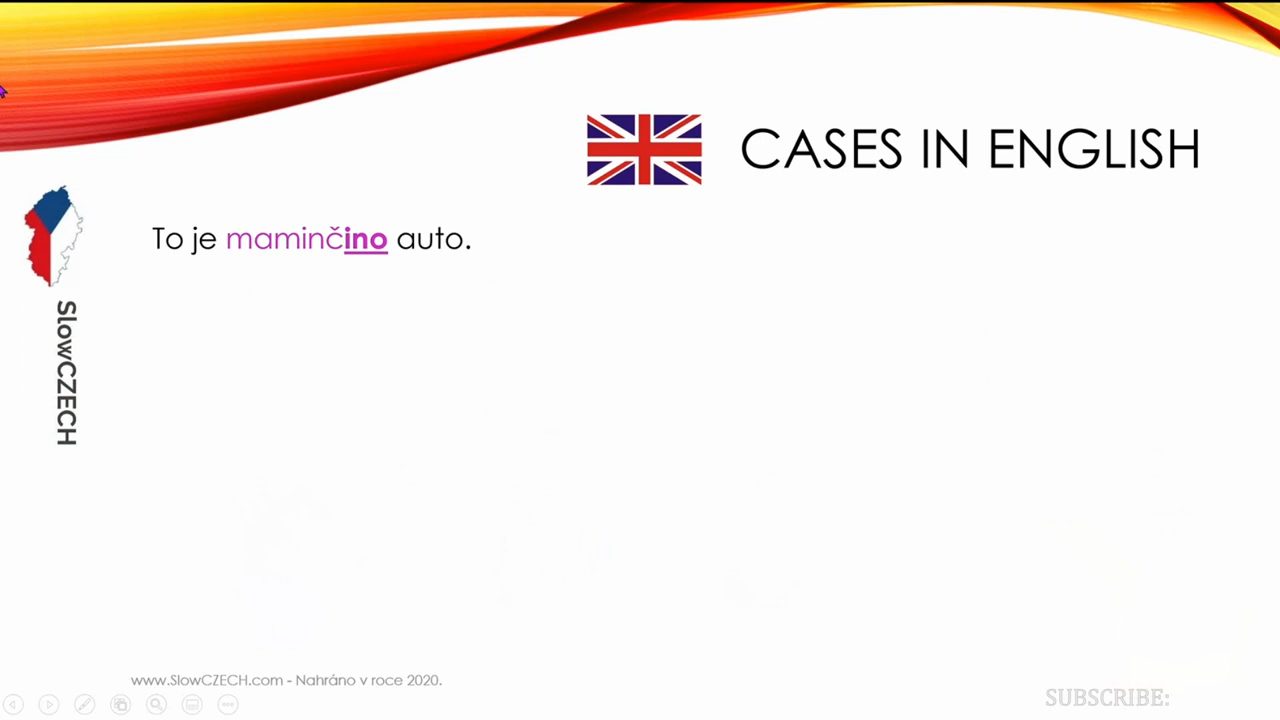 CASES IN ENGLISH
To je maminčino auto.
SlowCZECH
www.SlowCZECH.com - Nahráno v roce 2020.
SUBSCRIBE: